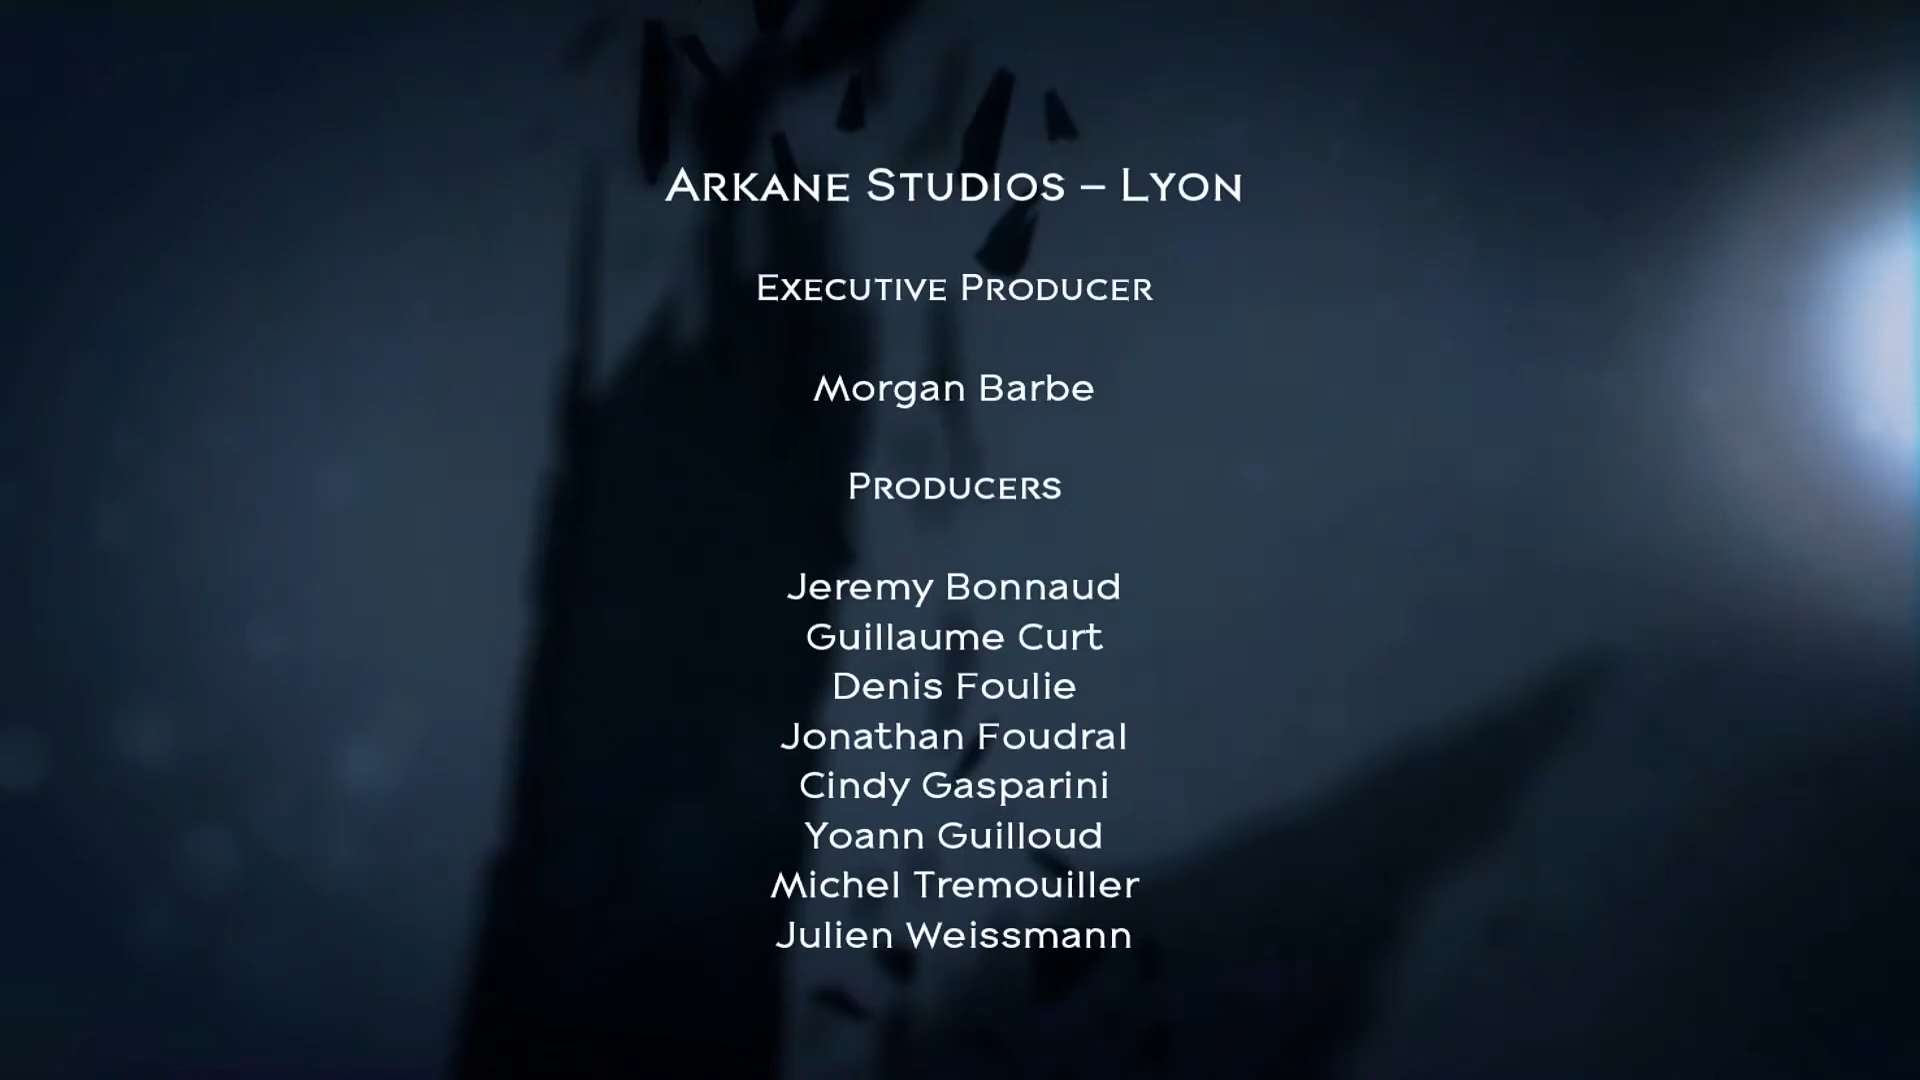 Arkane Studios – Lyon
Executive Producer
Morgan Barbe
Producers
Jeremy Bonnaud
Guillaume Curt
Denis Foulie
Jonathan Foudral
Cindy Gasparini
Yoann Guilloud
Michel Tremouiller
Julien Weissmann